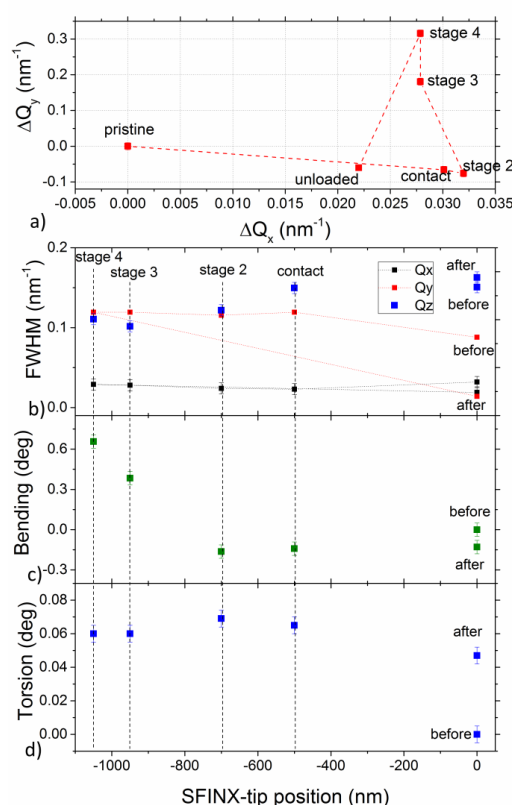 0.4
stage 4
0.3
0.2
stage 3
0.1
pristine
0.0
unloaded contact stage 2
-0.1
-0.005 0.000 0.005 0.010 0.015 0.020 0.025 0.030 0.035
ΔQy (nm-1)
a)
ΔQx (nm-1)
0.2
stage 4
stage 3
stage 2
contact
Qx
Qy
Qz
after
before
0.1
before
after
0.0
FWHM (nm-1)
b)
0.6
0.3
before
0.0
after
-0.3
Bending (deg)
c)
0.08
0.06
after
0.04
0.02
before
0.00
Torsion (deg)
d)
-1000 -800 -600 -400 -200 0
SFINX-tip position (nm)